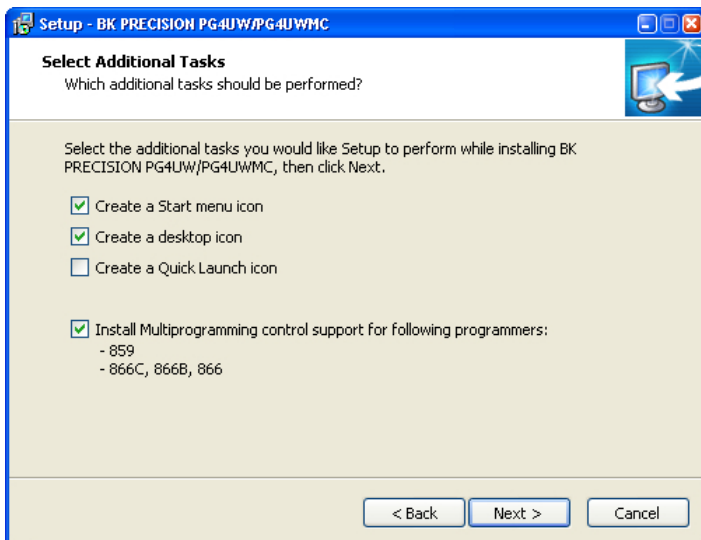 Setup - BK PRECISION PG4UW/PG4UWMC
Select Additional Tasks
Which additional tasks should be performed?
Select the additional tasks you would like Setup to perform while installing BK
PRECISION PG4UW/PG4UWMC, then click Next.
Create a Start menu icon
Create a desktop icon
Create a Quick Launch icon
Install Multiprogramming control support for following programmers:
- 859
- 866C, 866B, 866
< Back Next > Cancel